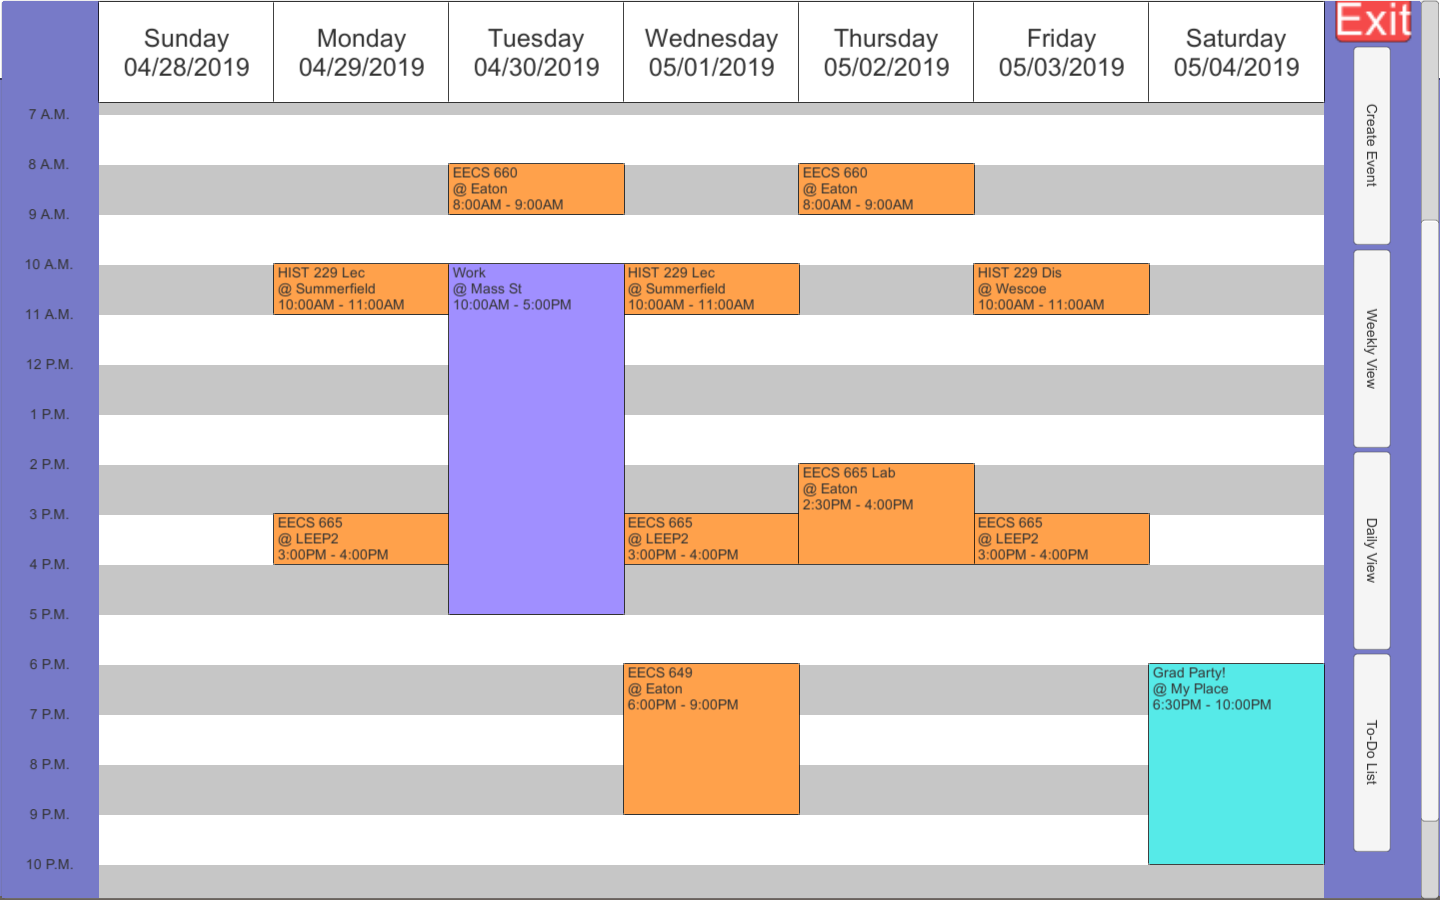 Sunday
04/28/2019
Monday
04/29/2019
Tuesday
04/30/2019
Wednesday
05/01/2019
Thursday
05/02/2019
Friday
05/03/2019
Saturday
05/04/2019
Exit
7 A.M.
8 A.M.
9 A.M.
10 A.M.
11 A.M.
12 P.M.
1 P.M.
2 P.M.
3 P.M.
4 P.M.
5 P.M.
6 P.M.
7 P.M.
8 P.M.
9 P.M.
10 P.M.
HIST 229 Lec
@ Summerfield
10:00AM - 11:00AM
EECS 665
@ LEEP2
3:00PM - 4:00PM
EECS 660
@ Eaton
8:00AM - 9:00AM
Work
@ Mass St
10:00AM - 5:00PM
HIST 229 Lec
@ Summerfield
10:00AM - 11:00AM
EECS 665
@ LEEP2
3:00PM - 4:00PM
EECS 649
@ Eaton
6:00PM - 9:00PM
EECS 660
@ Eaton
8:00AM - 9:00AM
EECS 665 Lab
@ Eaton
2:30PM - 4:00PM
HIST 229 Dis
@ Wescoe
10:00AM - 11:00AM
EECS 665
@ LEEP2
3:00PM - 4:00PM
Grad Party!
@ My Place
6:30PM - 10:00PM
Create Event
Weekly View
Daily View
To-Do List